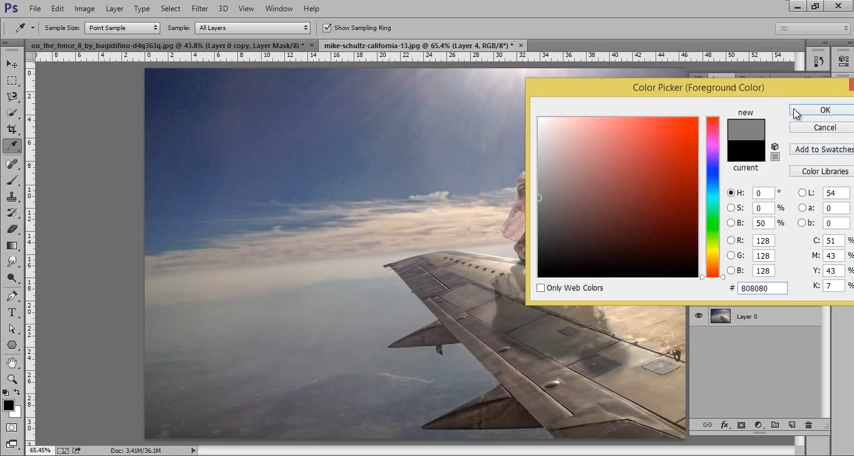 Ps File Edit Image Layer Type Select Filter 3D View Window Help
Sample Size: Point Sample Sample: All Layers Show Sampling Ring 3D
on_the_fence_8_by_bugidifino-d4q363q.jpg @ 43.8% (Layer 0 copy, Layer Mask/8) * × mike-schultz-california-13.jpg @ 65.4% (Layer 4, RGB/8*) * ×
Color Picker (Foreground Color)
new
OK
Cancel
current
Add to Swatches
Color Libraries
H: 0 ° L: 54
S: 0 % a: 0
B: 50 % b: 0
R: 128 C: 51 %
G: 128 M: 43 %
B: 128 Y: 43 %
# 808080 K: 7 %
Only Web Colors
Layer 0
fx
65.45% Doc: 3.41M/36.1M